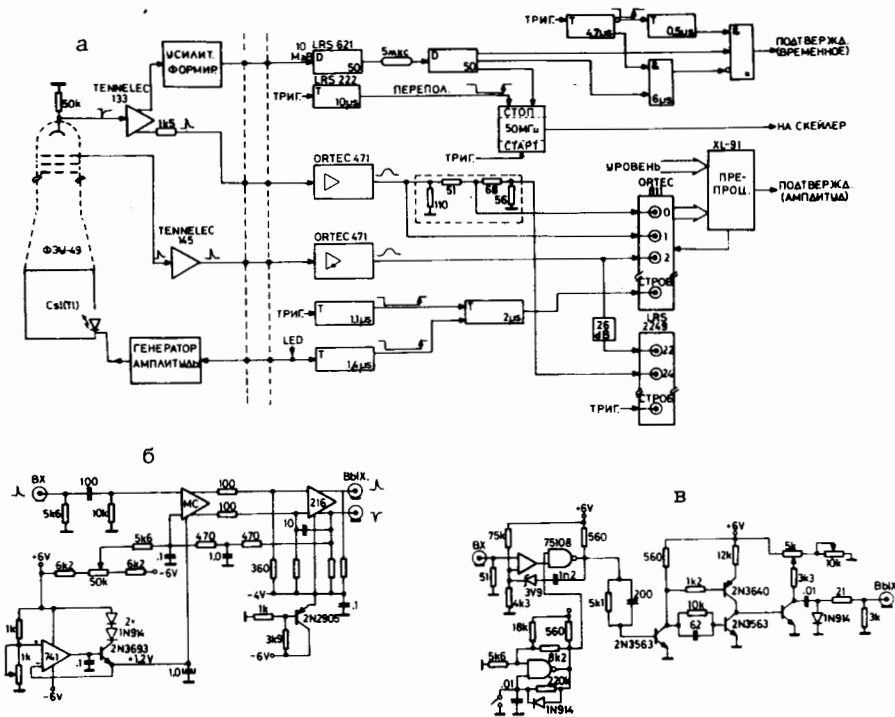 а
50k
TENNELEC
133
1k5
УСИЛИТ.
ФОРМИР.
10
МэВ
LRS 621
D
50
5мкс
D
50
ТРИГ.
LRS 222
T
10μs
ПЕРЕПОЛ.
СТОП
50МГц
СТАРТ
ТРИГ.
НА СКЕЙЛЕР
ТРИГ.
T
4.7μs
T
0.5μs
&
&
6μs
ПОДТВЕРЖД.
(ВРЕМЕННОЕ)
ORTEC 471
110
51
68
56
УРОВЕНЬ
ORTEC
811
0
1
2
СТРОБ
XL-91
ПРЕ-
ПРОЦ.
ПОДТВЕРЖД.
(АМПЛИТУД)
ФЭУ-49
CsI(Tl)
TENNELEC
145
ORTEC 471
ТРИГ.
T
1.1μs
T
2μs
LED
T
1.4μs
ГЕНЕРАТОР
АМПЛИТУДЫ
26
дВ
LRS
2249
22
24
СТРОБ
ТРИГ.
б
ВХ
100
5k6
10k
МС
100
100
216
ВЫХ.
10
5k6
.1
470
1,0
470
360
+6V
6k2
50k
6k2
-6V
-4V
.1
1k
3k9
2N2905
-6V
1k
1k
741
-6V
2*
1N914
2N3693
.1
+1.2V
1,0
в
ВХ
51
75k
4k3
75108
3V9
1n2
+6V
560
5k1
200
18k
560
5k6
8k2
220k
.01
1N914
2N3563
560
1k2
10k
62
+6V
12k
2N3640
2N3563
5k
10k
3k3
.01
1N914
21
3k
ВЫХ